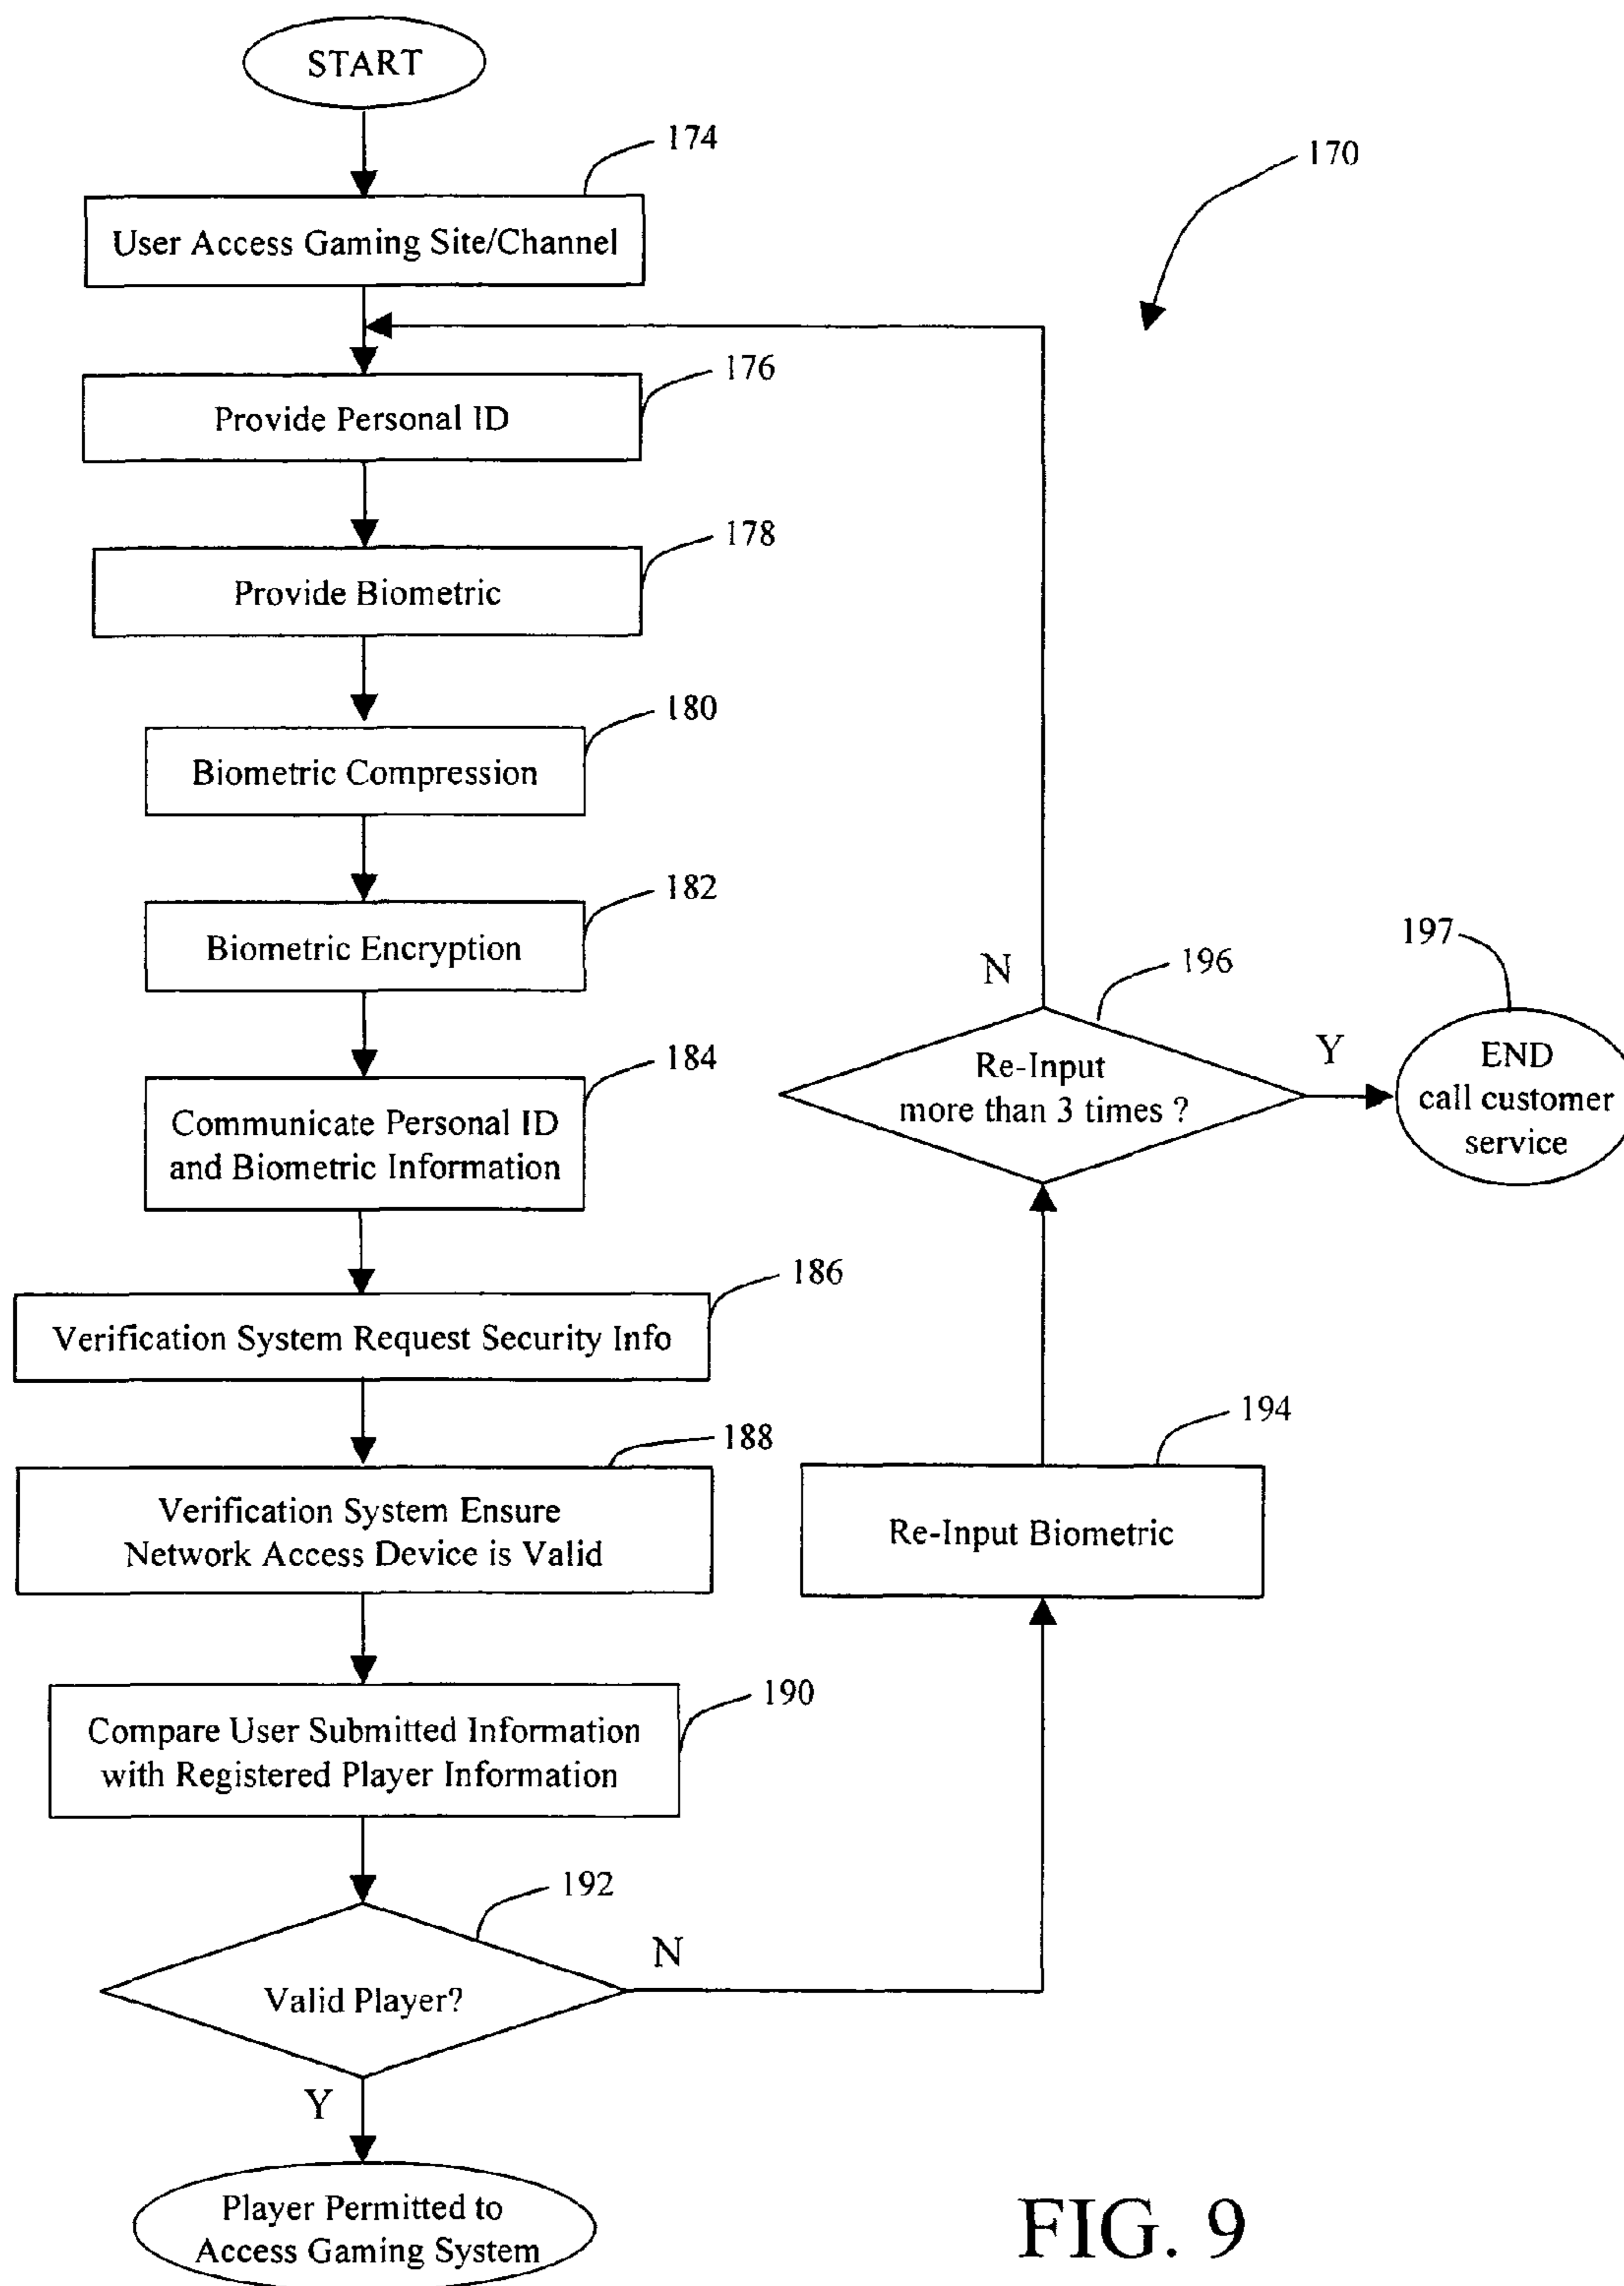 START
174
170
User Access Gaming Site/Channel
176
Provide Personal ID
178
Provide Biometric
180
Biometric Compression
182
Biometric Encryption
184
Communicate Personal ID
and Biometric Information
186
Verification System Request Security Info
188
Verification System Ensure
Network Access Device is Valid
190
Compare User Submitted Information
with Registered Player Information
192
Valid Player?
N
Y
Player Permitted to
Access Gaming System
194
Re-Input Biometric
196
N
Re-Input
more than 3 times ?
Y
197
END
call customer
service
FIG. 9